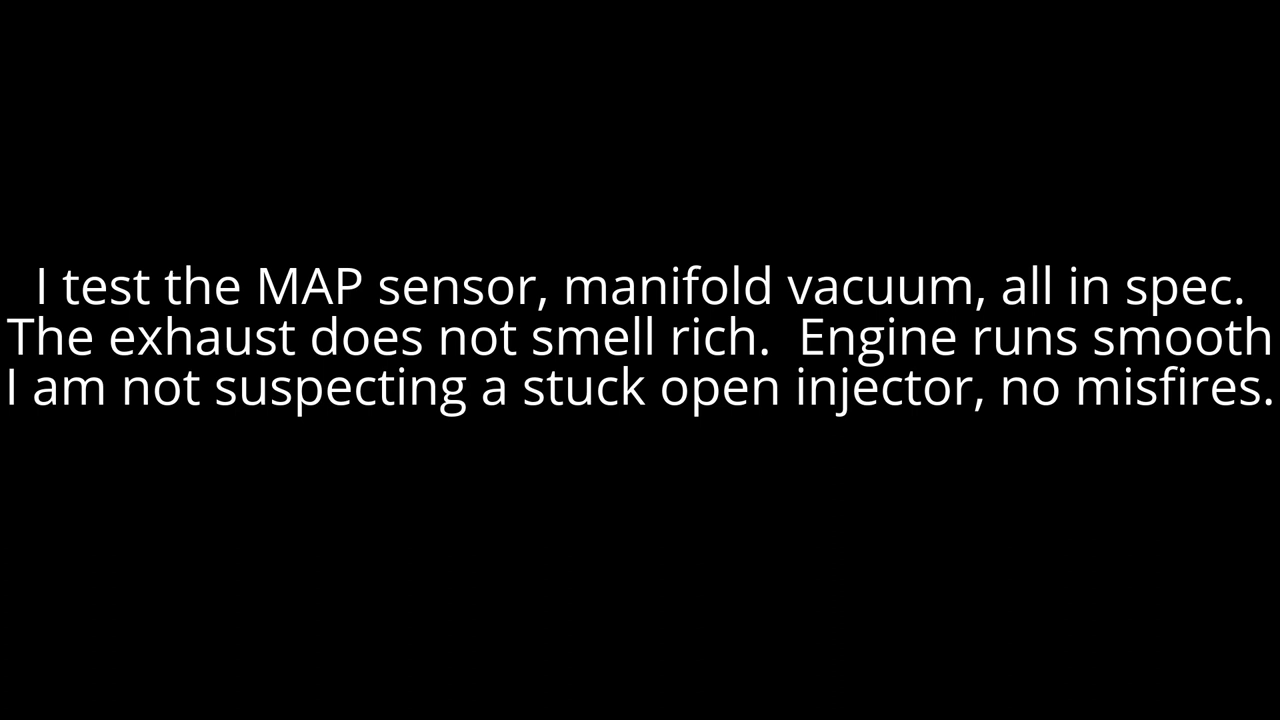 I test the MAP sensor, manifold vacuum, all in spec.
The exhaust does not smell rich.  Engine runs smooth
I am not suspecting a stuck open injector, no misfires.